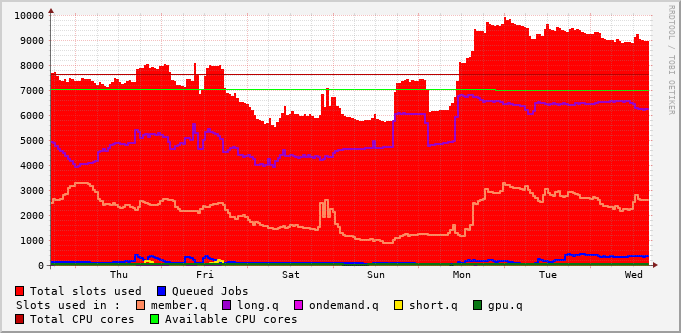 10000
9000
8000
7000
6000
5000
4000
3000
2000
1000
0
Thu Fri Sat Sun Mon Tue Wed
RRDTOOL / TOBI OETIKER
Total slots used Queued Jobs
Slots used in : member.q long.q ondemand.q short.q gpu.q
Total CPU cores Available CPU cores